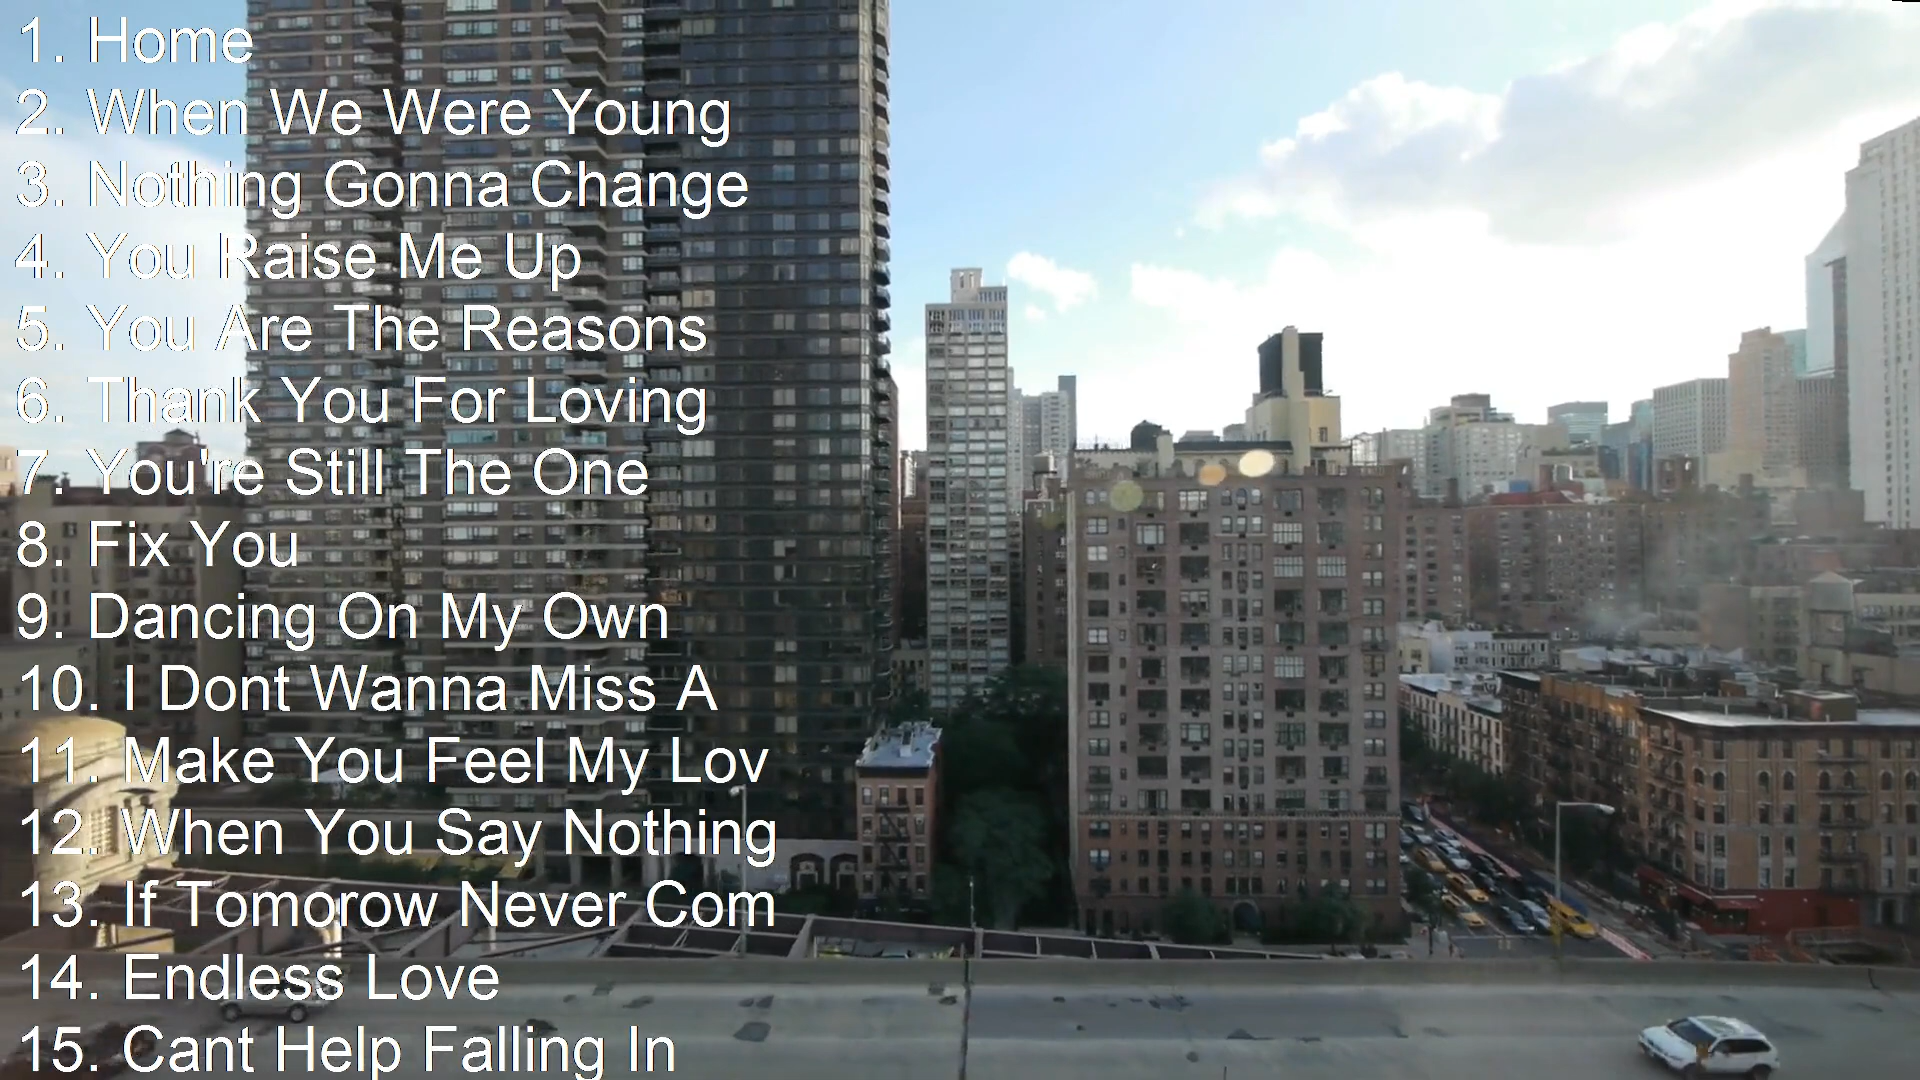 1. Home
2. When We Were Young
3. Nothing Gonna Change
4. You Raise Me Up
5. You Are The Reasons
6. Thank You For Loving
7. You're Still The One
8. Fix You
9. Dancing On My Own
10. I Dont Wanna Miss A
11. Make You Feel My Lov
12. When You Say Nothing
13. If Tomorow Never Com
14. Endless Love
15. Cant Help Falling In